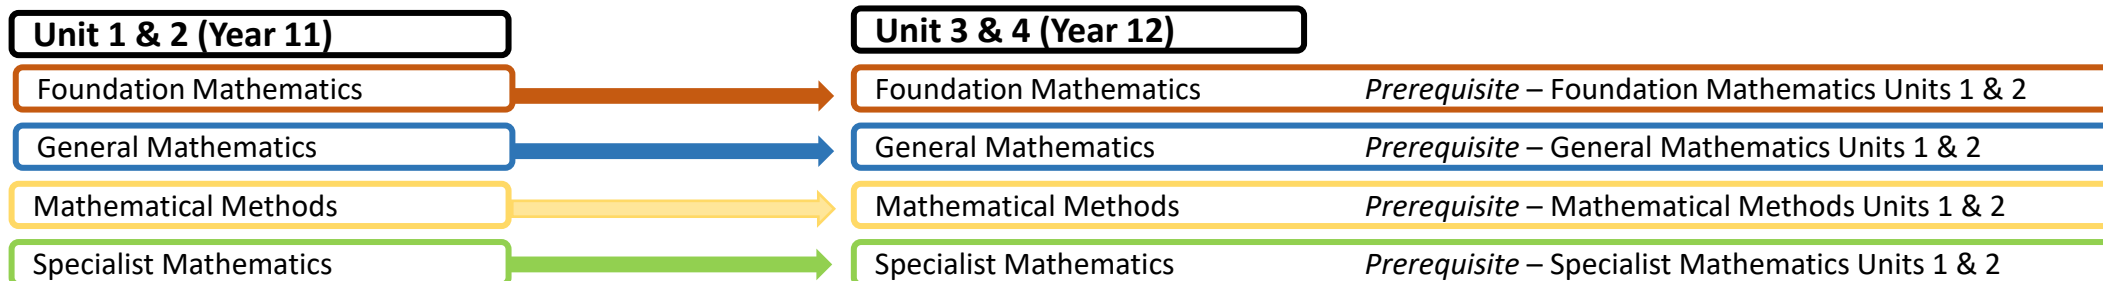 Unit 1 & 2 (Year 11)
Unit 3 & 4 (Year 12)
Foundation Mathematics
Foundation Mathematics
Prerequisite – Foundation Mathematics Units 1 & 2
General Mathematics
General Mathematics
Prerequisite – General Mathematics Units 1 & 2
Mathematical Methods
Mathematical Methods
Prerequisite – Mathematical Methods Units 1 & 2
Specialist Mathematics
Specialist Mathematics
Prerequisite – Specialist Mathematics Units 1 & 2